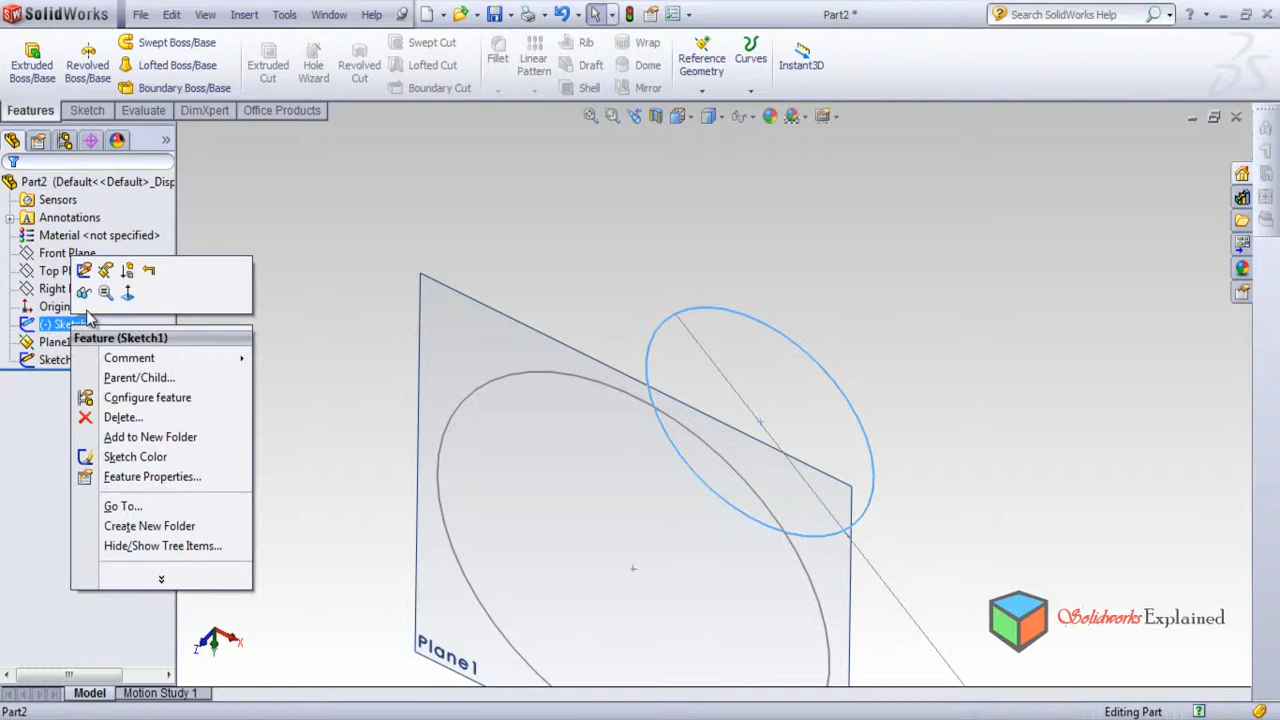 SolidWorks File Edit View Insert Tools Window Help Part2 * Search SolidWorks Help
Extruded Boss/Base
Revolved Boss/Base
Swept Boss/Base
Lofted Boss/Base
Boundary Boss/Base
Extruded Cut
Hole Wizard
Revolved Cut
Swept Cut
Lofted Cut
Boundary Cut
Fillet
Linear Pattern
Rib
Draft
Shell
Wrap
Dome
Mirror
Reference Geometry
Curves
Instant3D
Features Sketch Evaluate DimXpert Office Products
Part2 (Default<<Default>_Disp
Sensors
Annotations
Material <not specified>
Front Plane
Top Pl
Right
Origin
(-) Sketch
Plane1
Sketch
Feature (Sketch1)
Comment
Parent/Child...
Configure feature
Delete...
Add to New Folder
Sketch Color
Feature Properties...
Go To...
Create New Folder
Hide/Show Tree Items...
Plane1
X
Z
Solidworks Explained
Model Motion Study 1
Part2 Editing Part